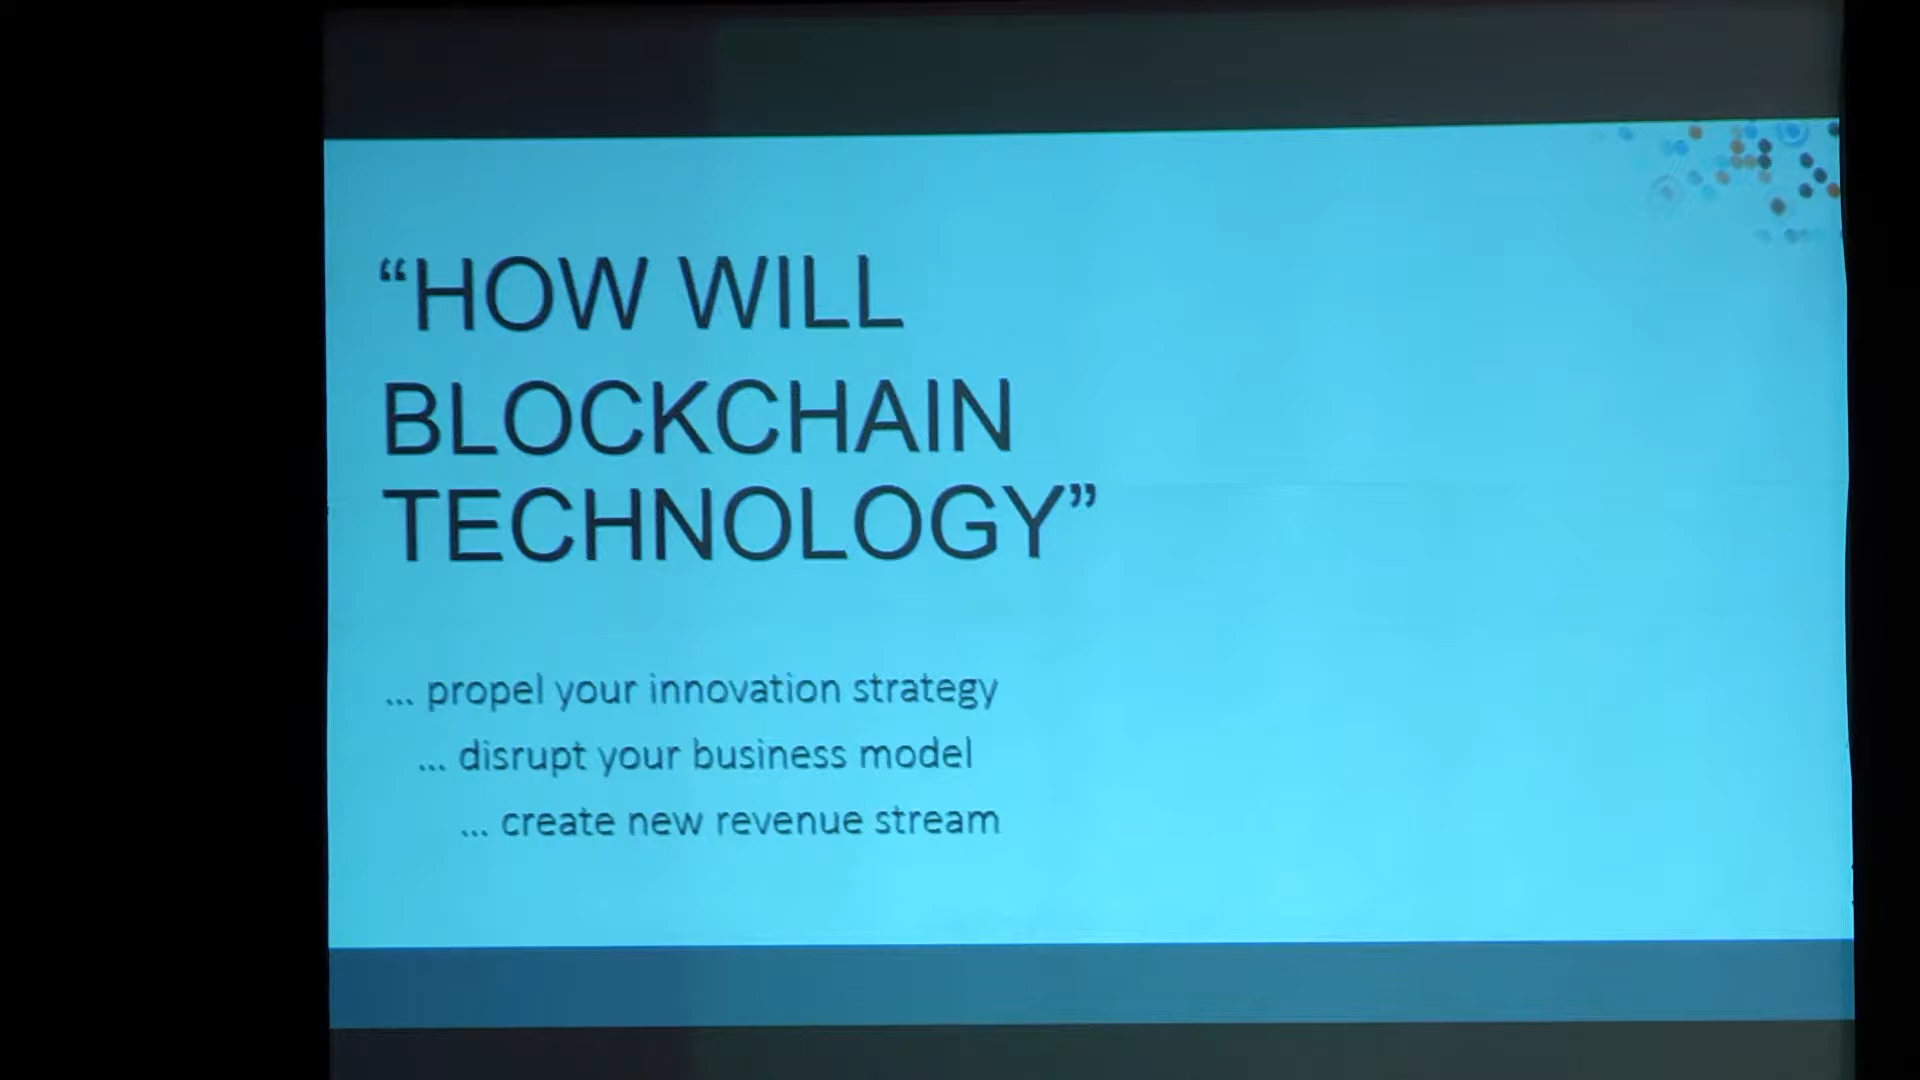 “HOW WILL
BLOCKCHAIN
TECHNOLOGY”
... propel your innovation strategy
... disrupt your business model
... create new revenue stream